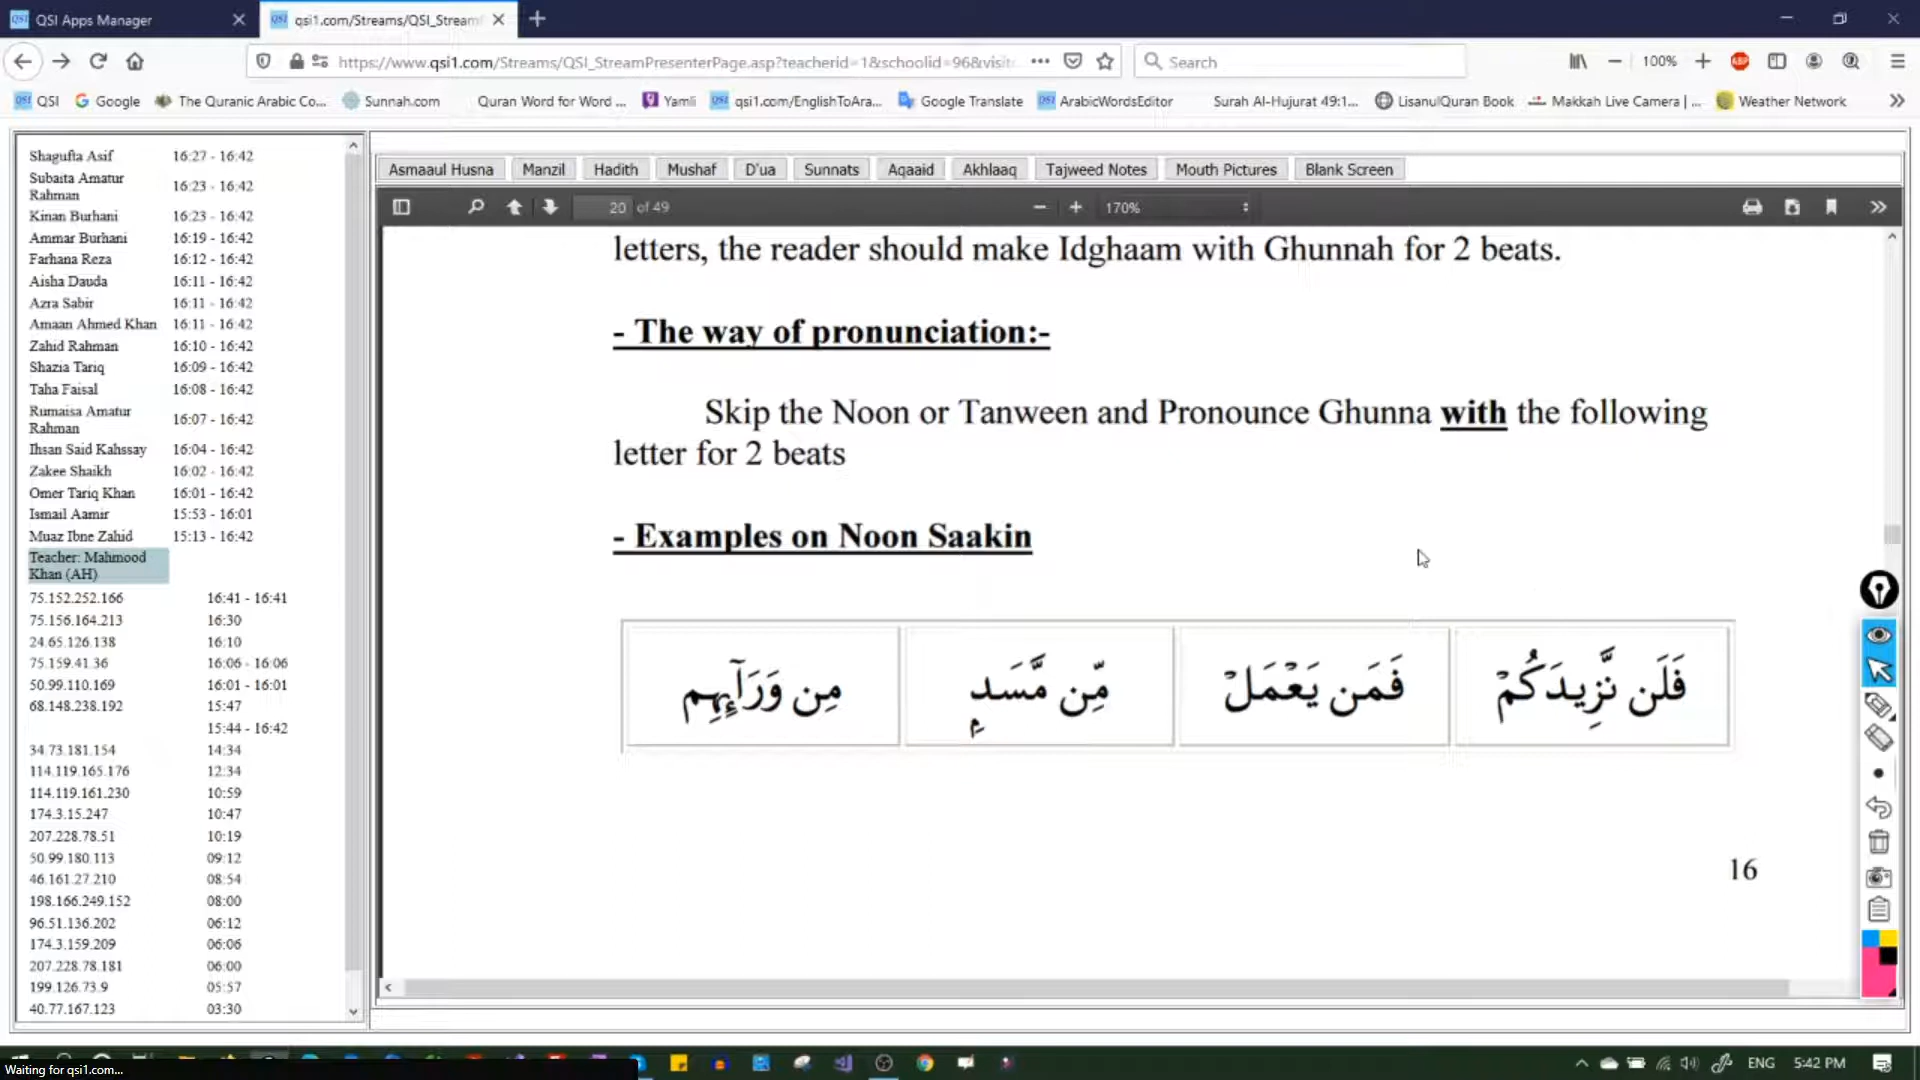 QSI Apps Manager
qsi1.com/Streams/QSI_Stream
https://www.qsi1.com/Streams/QSI_StreamPresenterPage.asp?teacherid=1&schoolid=96&visit
Search
100%
QSI
Google
The Quranic Arabic Co...
Sunnah.com
Quran Word for Word ...
Yamli
qsi1.com/EnglishToAra...
Google Translate
ArabicWordsEditor
Surah Al-Hujurat 49:1...
LisanulQuran Book
Makkah Live Camera | ...
Weather Network
Shagufta Asif 16:27 - 16:42
Subaita Amatur Rahman 16:23 - 16:42
Kinan Burhani 16:23 - 16:42
Ammar Burhani 16:19 - 16:42
Farhana Reza 16:12 - 16:42
Aisha Dauda 16:11 - 16:42
Azra Sabir 16:11 - 16:42
Amaan Ahmed Khan 16:11 - 16:42
Zahid Rahman 16:10 - 16:42
Shazia Tariq 16:09 - 16:42
Taha Faisal 16:08 - 16:42
Rumaisa Amatur Rahman 16:07 - 16:42
Ihsan Said Kahssay 16:04 - 16:42
Zakee Shaikh 16:02 - 16:42
Omer Tariq Khan 16:01 - 16:42
Ismail Aamir 15:53 - 16:01
Muaz Ibne Zahid 15:13 - 16:42
Teacher: Mahmood
Khan (AH)
75.152.252.166 16:41 - 16:41
75.156.164.213 16:30
24.65.126.138 16:10
75.159.41.36 16:06 - 16:06
50.99.110.169 16:01 - 16:01
68.148.238.192 15:47
15:44 - 16:42
34.73.181.154 14:34
114.119.165.176 12:34
114.119.161.230 10:59
174.3.15.247 10:47
207.228.78.51 10:19
50.99.180.113 09:12
46.161.27.210 08:54
198.166.249.152 08:00
96.51.136.202 06:12
174.3.159.209 06:06
207.228.78.181 06:00
199.126.73.9 05:57
40.77.167.123 03:30
Asmaaul Husna
Manzil
Hadith
Mushaf
D'ua
Sunnats
Aqaaid
Akhlaaq
Tajweed Notes
Mouth Pictures
Blank Screen
20 of 49
170%
letters, the reader should make Idghaam with Ghunnah for 2 beats.
- The way of pronunciation:-
Skip the Noon or Tanween and Pronounce Ghunna with the following
letter for 2 beats
- Examples on Noon Saakin
فَلَن نَّزِيدَكُمْ
فَمَن يَعْمَلْ
مِّن مَّسَدٍ
مِن وَرَآئِهِم
16
Waiting for qsi1.com...
ENG
5:42 PM